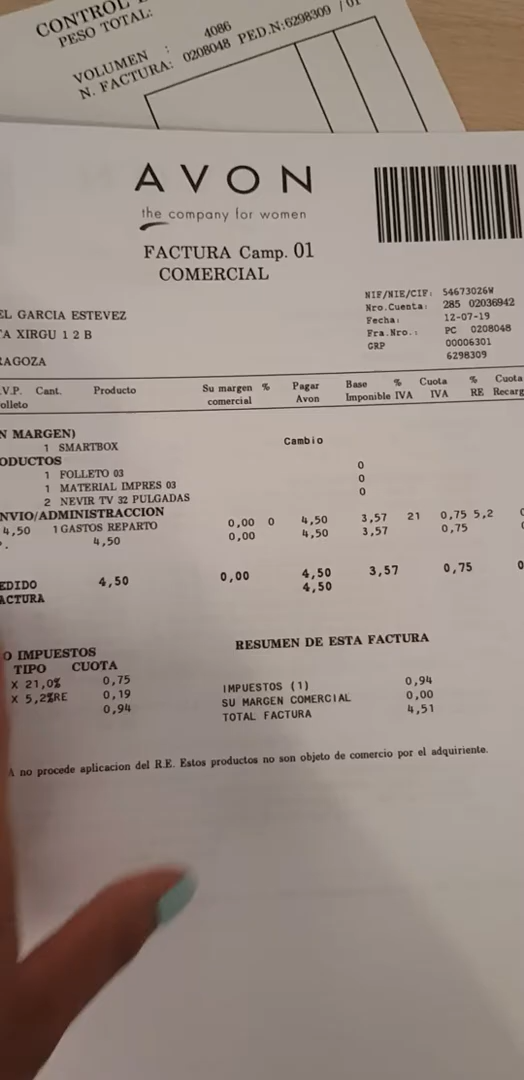 CONTROL
PESO TOTAL:
VOLUMEN : 4086
N. FACTURA: 0208048 PED.N:6298309 /01
AVON
the company for women
FACTURA Camp. 01
COMERCIAL
NIF/NIE/CIF: 54673026W
Nro.Cuenta: 285 02036942
Fecha: 12-07-19
Fra.Nro.: PC 0208048
GRP 00006301
6298309
EL GARCIA ESTEVEZ
TA XIRGU 1 2 B
RAGOZA
.V.P. Cant. Producto Su margen % Pagar Base % Cuota % Cuota
olleto comercial Avon Imponible IVA IVA RE Recarg
N MARGEN)
1 SMARTBOX Cambio
ODUCTOS
1 FOLLETO 03 0
1 MATERIAL IMPRES 03 0
2 NEVIR TV 32 PULGADAS 0
NVIO/ADMINISTRACCION
4,50 1 GASTOS REPARTO 0,00 0 4,50 3,57 21 0,75 5,2
4,50 0,00 4,50 3,57 0,75
EDIDO 4,50 0,00 4,50 3,57 0,75 0
ACTURA 4,50
O IMPUESTOS
TIPO CUOTA
X 21,0% 0,75
X 5,2%RE 0,19
0,94
RESUMEN DE ESTA FACTURA
IMPUESTOS (1) 0,94
SU MARGEN COMERCIAL 0,00
TOTAL FACTURA 4,51
A no procede aplicacion del R.E. Estos productos no son objeto de comercio por el adquiriente.